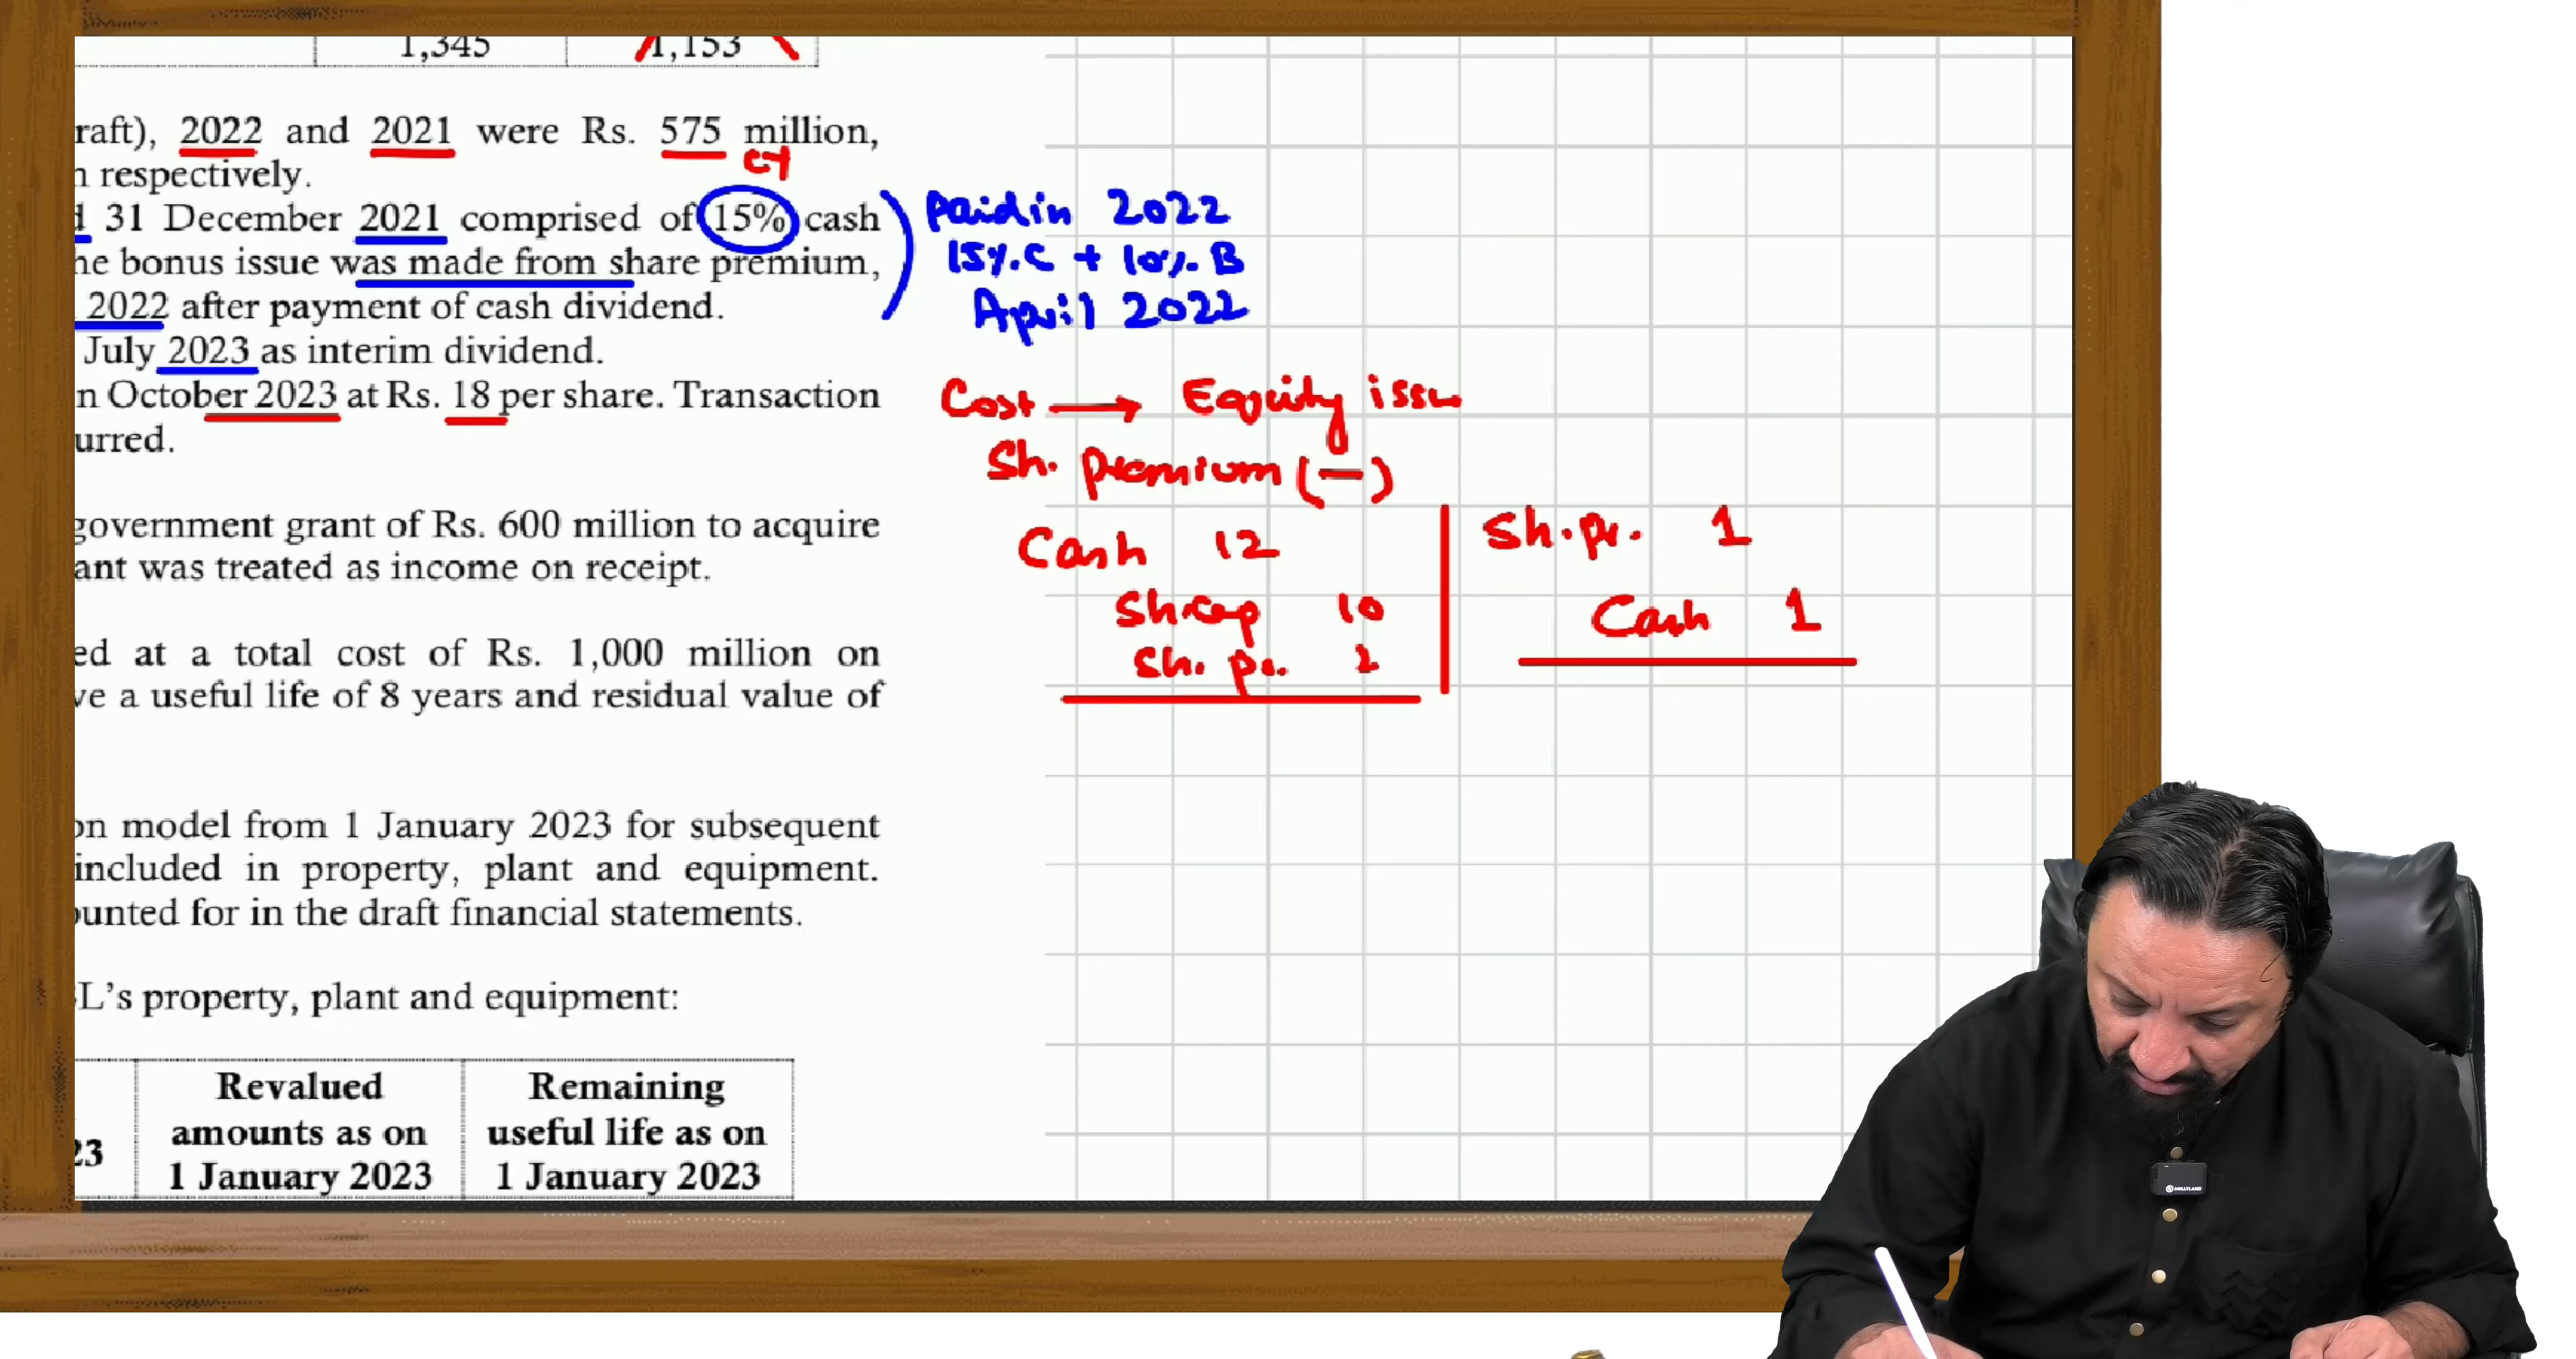 1,345 1,153
raft), 2022 and 2021 were Rs. 575 million,
CY
n respectively.
d 31 December 2021 comprised of 15% cash
ne bonus issue was made from share premium,
2022 after payment of cash dividend.
July 2023 as interim dividend.
n October 2023 at Rs. 18 per share. Transaction
urred.
government grant of Rs. 600 million to acquire
ant was treated as income on receipt.
ed at a total cost of Rs. 1,000 million on
ve a useful life of 8 years and residual value of
on model from 1 January 2023 for subsequent
included in property, plant and equipment.
ounted for in the draft financial statements.
L's property, plant and equipment:
23
Revalued
amounts as on
1 January 2023
Remaining
useful life as on
1 January 2023
Paid in 2022
15% C + 10% B
April 2022
Cost → Equity issu
Sh. premium (—)
Cash 12
Sh.cap 10
Sh. pr. 2
Sh.pr. 1
Cash 1
HOLLYLAND